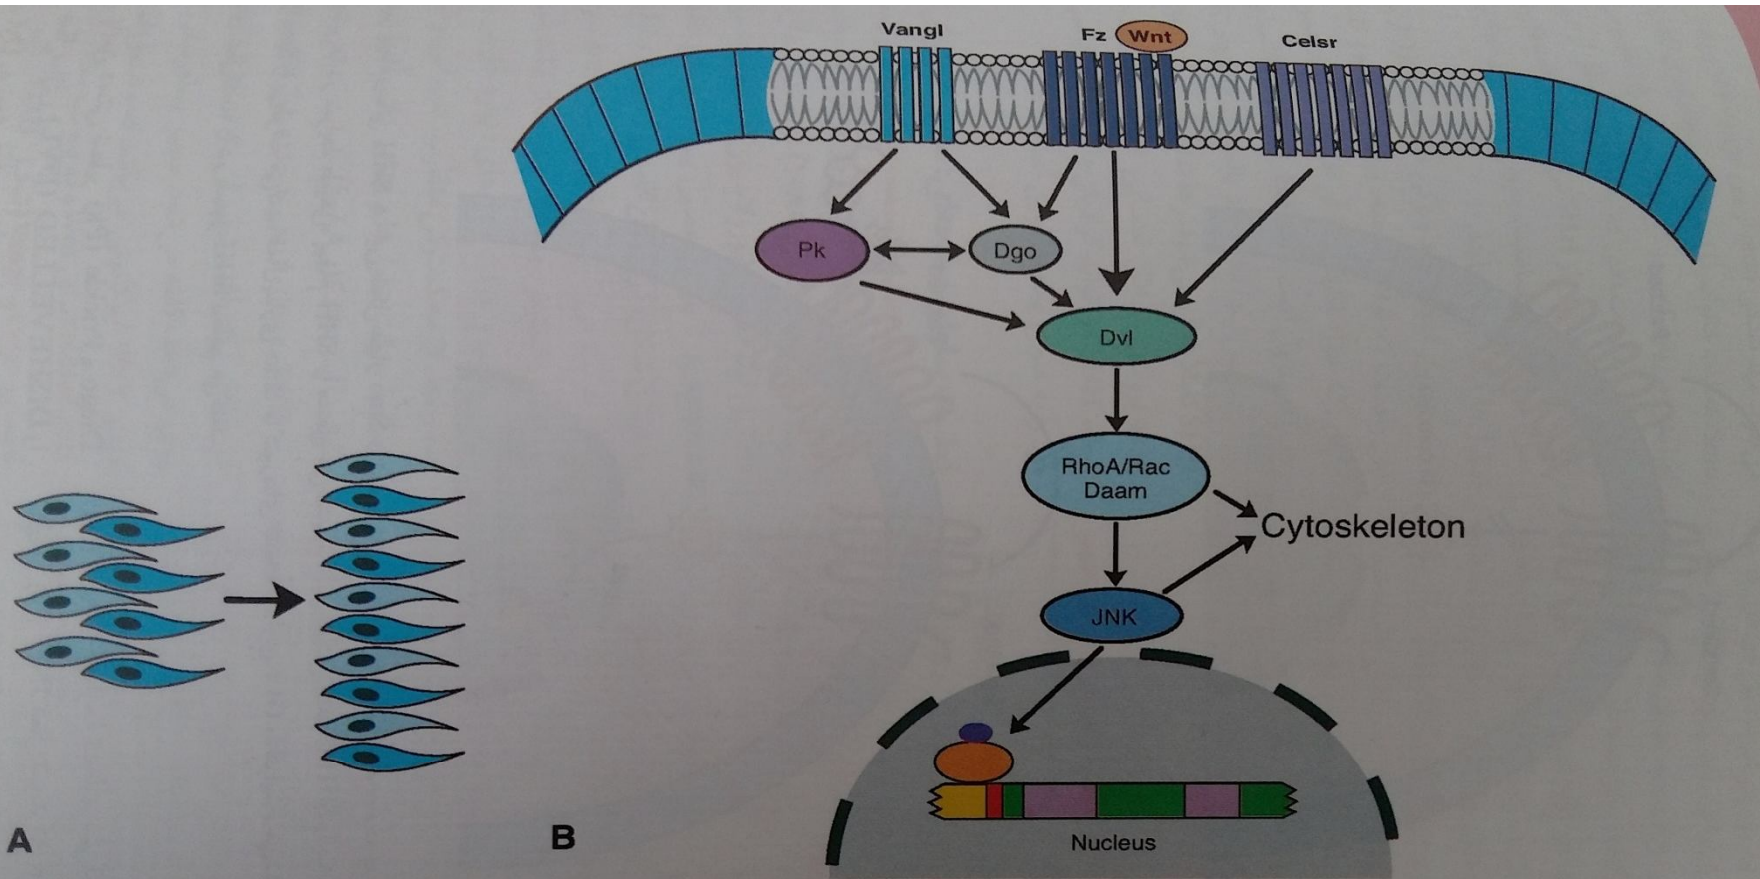 Vangl
Fz
Wnt
Celsr
Pk
Dgo
Dvl
RhoA/Rac
Daam
Cytoskeleton
JNK
Nucleus
A
B